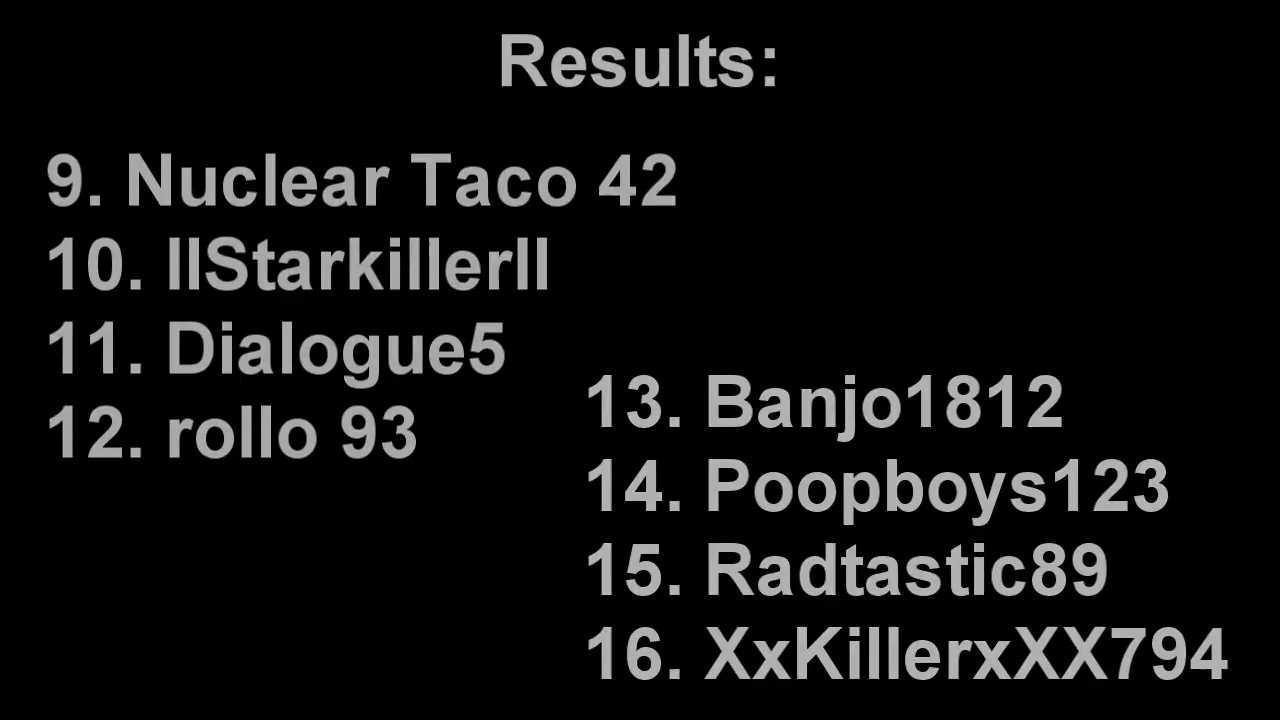 Results:
9. Nuclear Taco 42
10. llStarkillerll
11. Dialogue5
12. rollo 93
13. Banjo1812
14. Poopboys123
15. Radtastic89
16. XxKillerxXX794